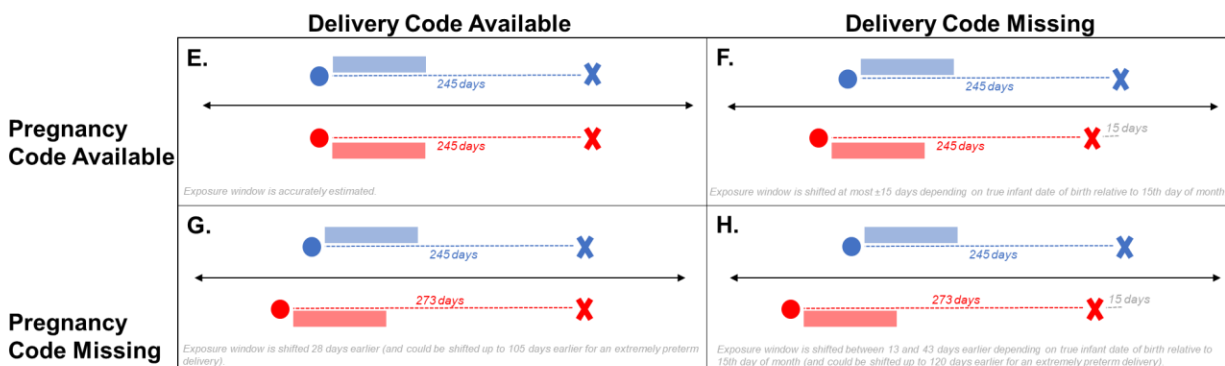 Delivery Code Available
Delivery Code Missing
Pregnancy
Code Available
E.
245 days
245 days
Exposure window is accurately estimated.
F.
245 days
245 days
15 days
Exposure window is shifted at most ±15 days depending on true infant date of birth relative to 15th day of month
Pregnancy
Code Missing
G.
245 days
273 days
Exposure window is shifted 28 days earlier (and could be shifted up to 105 days earlier for an extremely preterm
delivery).
H.
245 days
273 days
15 days
Exposure window is shifted between 13 and 43 days earlier depending on true infant date of birth relative to
15th day of month (and could be shifted up to 120 days earlier for an extremely preterm delivery).